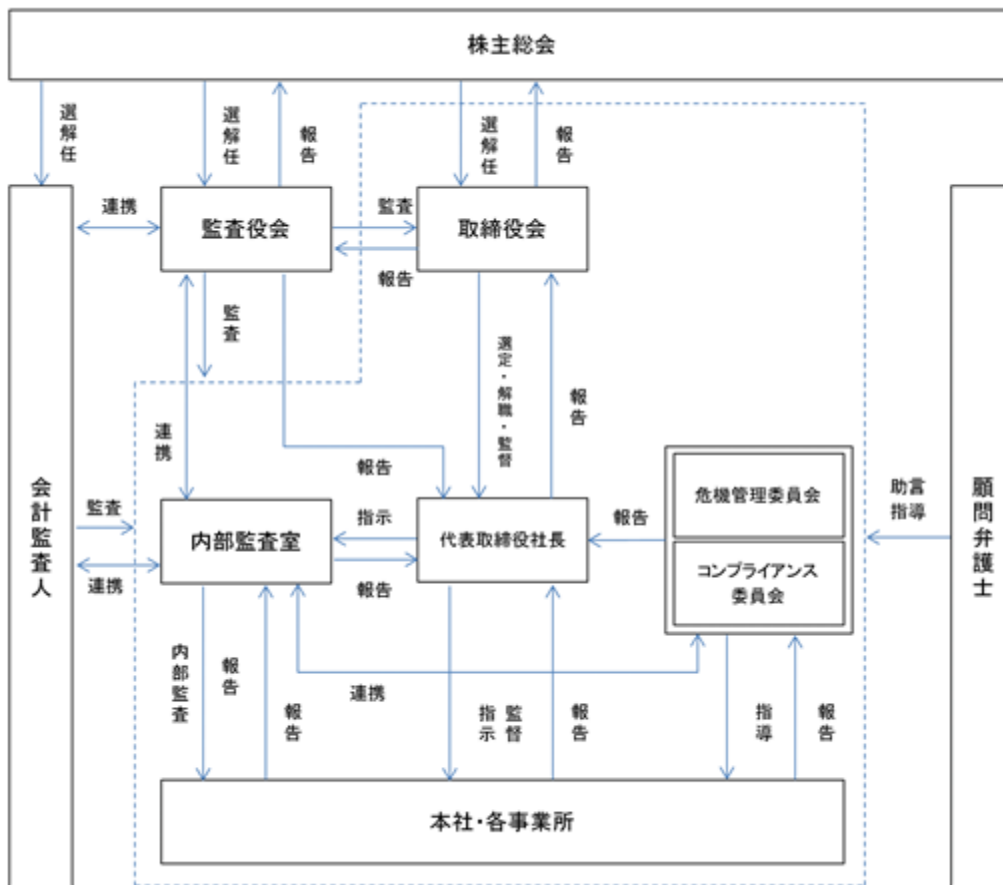 株主総会
選解任
選解任
報告
選解任
報告
連携
監査役会
監査
取締役会
報告
監査
選定・解職・監督
報告
連携
報告
会計監査人
監査
連携
内部監査室
指示
報告
代表取締役社長
報告
危機管理委員会
コンプライアンス
委員会
助言
指導
顧問弁護士
内部監査
報告
報告
連携
指示
監督
報告
指導
報告
本社・各事業所